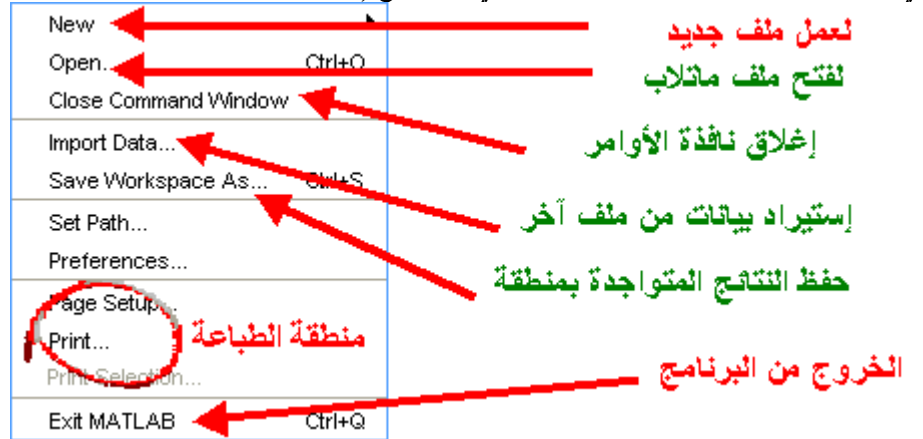 New
لعمل ملف جديد
Open... Ctrl+O
لفتح ملف ماتلاب
Close Command Window
إغلاق نافذة الأوامر
Import Data...
إستيراد بيانات من ملف آخر
Save Workspace As... Ctrl+S
حفظ النتائج المتواجدة بمنطقة
Set Path...
Preferences...
Page Setup...
Print...
منطقة الطباعة
Print Selection...
Exit MATLAB Ctrl+Q
الخروج من البرنامج